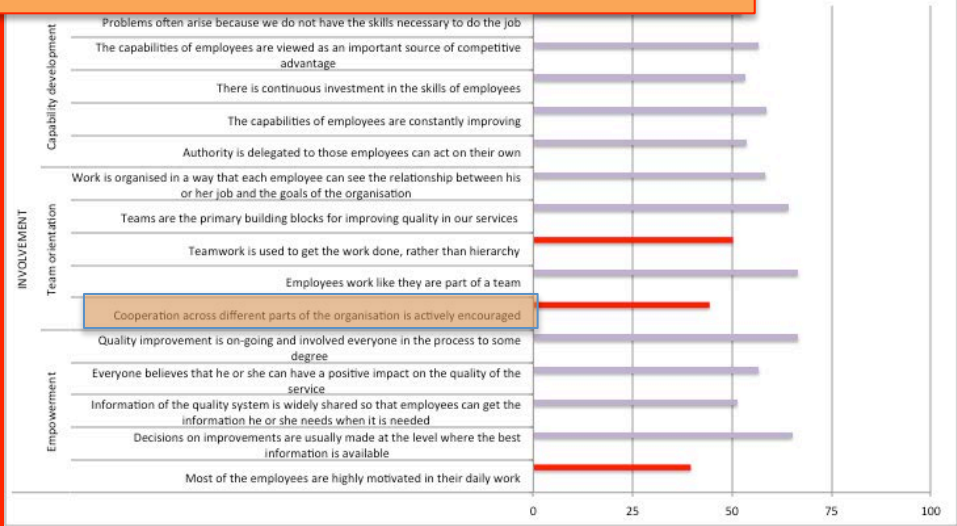 Problems often arise because we do not have the skills necessary to do the job
The capabilities of employees are viewed as an important source of competitive
advantage
There is continuous investment in the skills of employees
The capabilities of employees are constantly improving
Authority is delegated to those employees can act on their own
Capability development
Work is organised in a way that each employee can see the relationship between his
or her job and the goals of the organisation
Teams are the primary building blocks for improving quality in our services
Teamwork is used to get the work done, rather than hierarchy
Employees work like they are part of a team
Cooperation across different parts of the organisation is actively encouraged
Team orientation
INVOLVEMENT
Quality improvement is on-going and involved everyone in the process to some
degree
Everyone believes that he or she can have a positive impact on the quality of the
service
Information of the quality system is widely shared so that employees can get the
information he or she needs when it is needed
Decisions on improvements are usually made at the level where the best
information is available
Most of the employees are highly motivated in their daily work
Empowerment
0 25 50 75 100